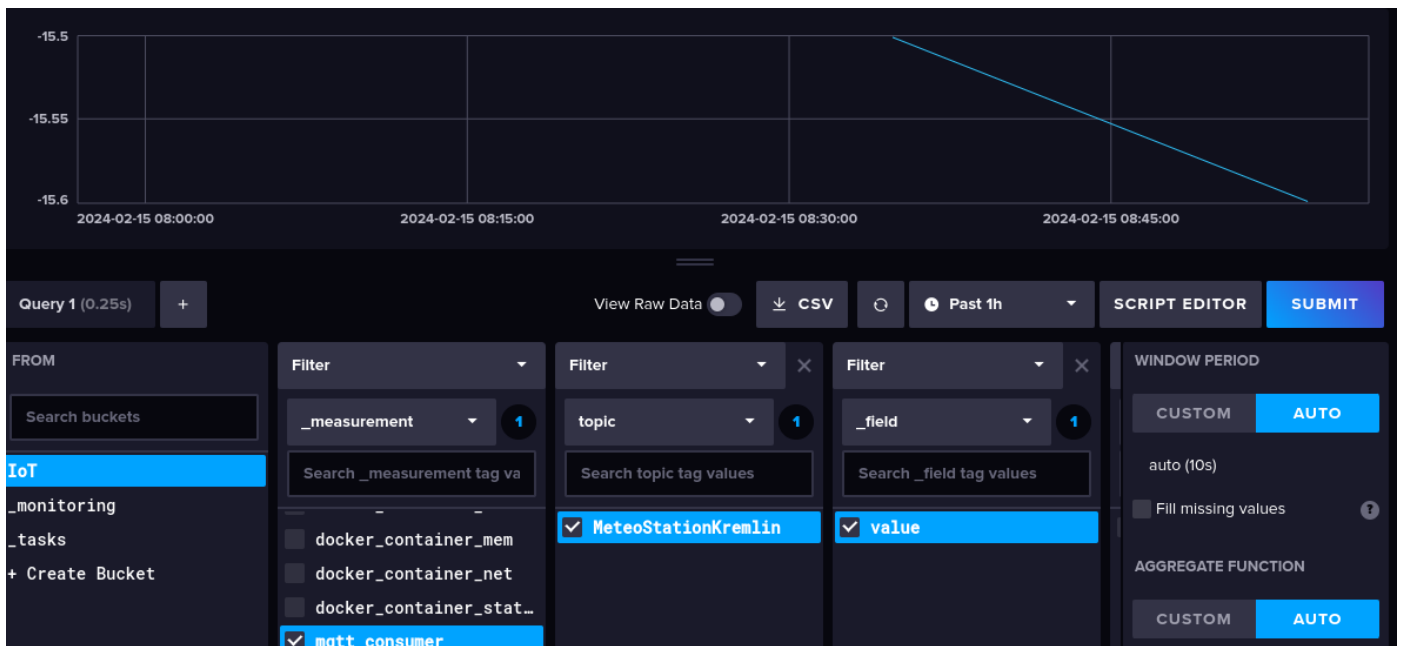 -15.5
-15.55
-15.6
2024-02-15 08:00:00 2024-02-15 08:15:00 2024-02-15 08:30:00 2024-02-15 08:45:00
Query 1 (0.25s) + View Raw Data CSV Past 1h SCRIPT EDITOR SUBMIT
FROM
Search buckets
IoT
_monitoring
_tasks
+ Create Bucket
Filter
_measurement 1
Search _measurement tag va
docker_container_mem
docker_container_net
docker_container_stat…
mqtt_consumer
Filter
topic 1
Search topic tag values
MeteoStationKremlin
Filter
_field 1
Search _field tag values
value
WINDOW PERIOD
CUSTOM AUTO
auto (10s)
Fill missing values ?
AGGREGATE FUNCTION
CUSTOM AUTO